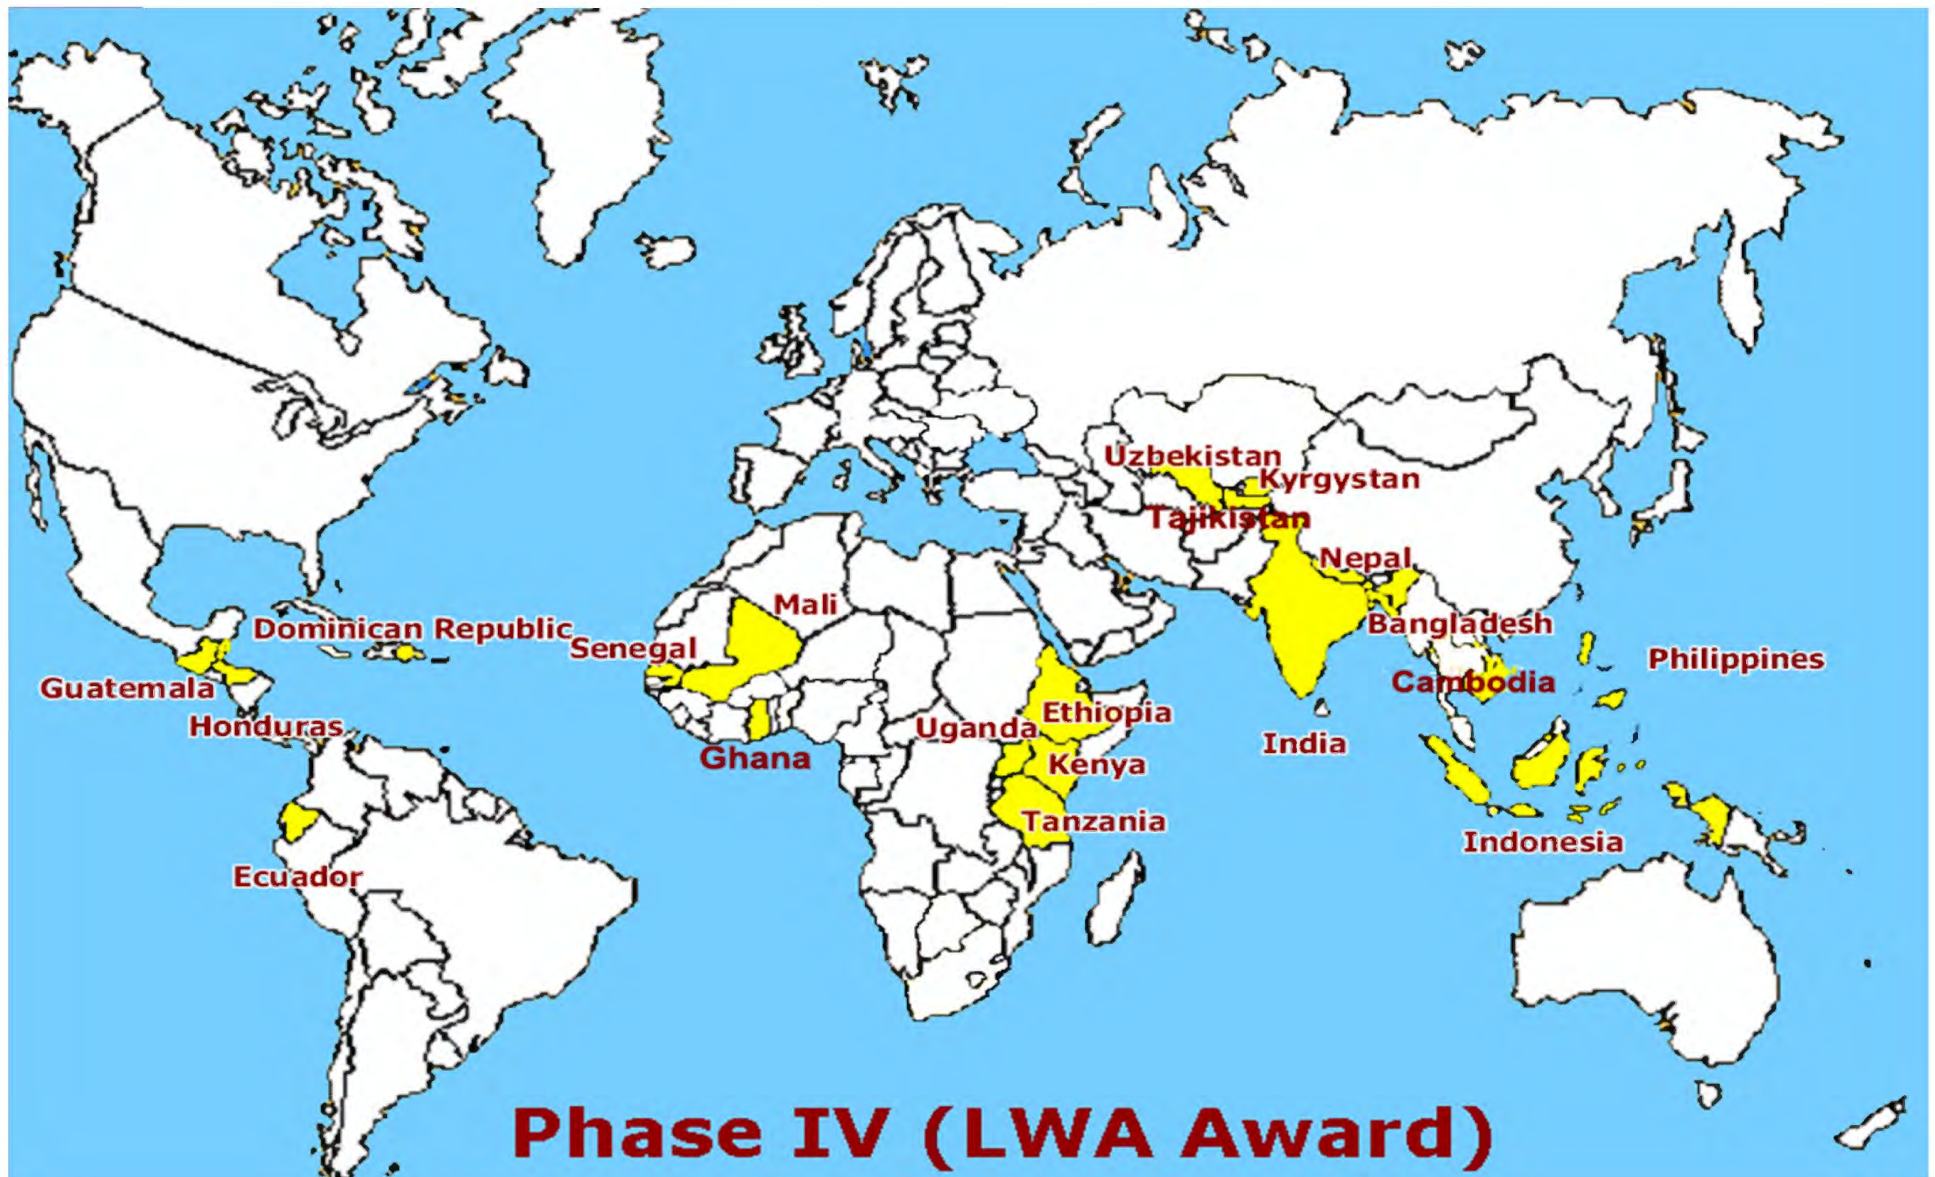 Uzbekistan
Kyrgystan
Tajikistan
Nepal
Mali
Bangladesh
Dominican Republic
Senegal
Philippines
Guatemala
Cambodia
Honduras
Uganda
Ethiopia
India
Ghana
Kenya
Tanzania
Indonesia
Ecuador
Phase IV (LWA Award)